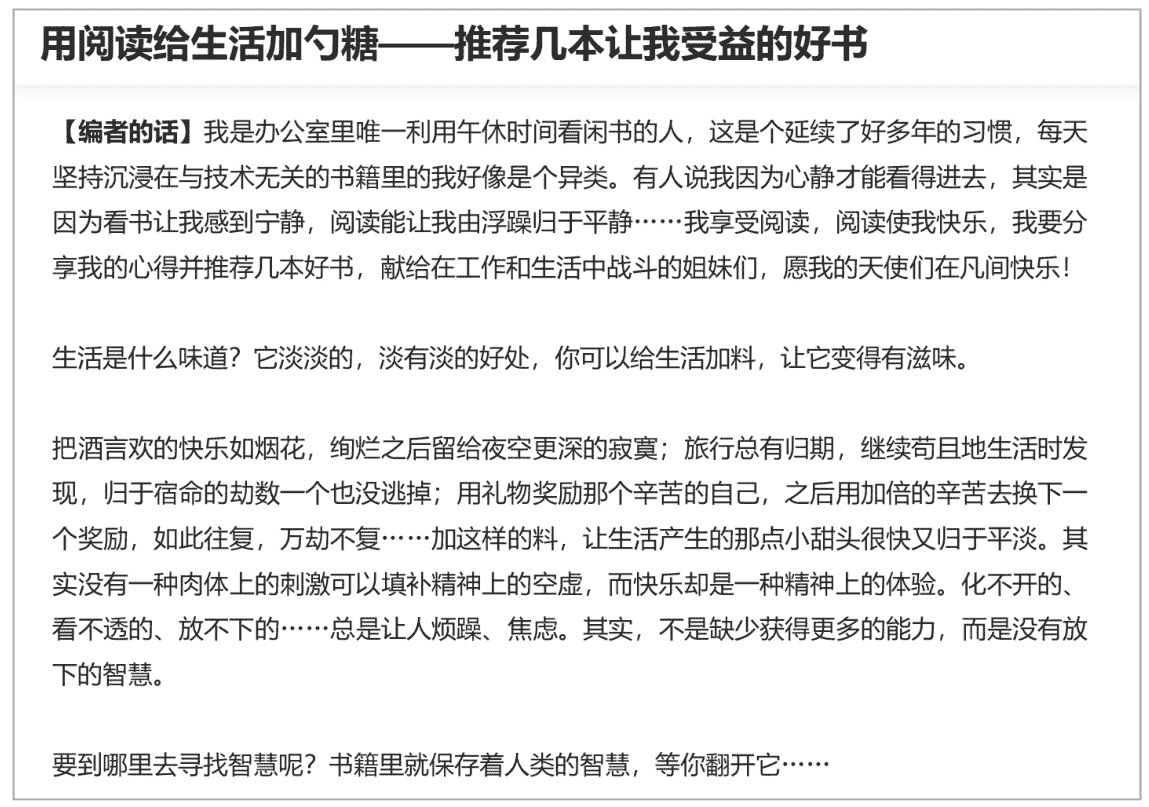 用阅读给生活加勺糖——推荐几本让我受益的好书
【编者的话】我是办公室里唯一利用午休时间看闲书的人，这是个延续了好多年的习惯，每天
坚持沉浸在与技术无关的书籍里的我好像是个异类。有人说我因为心静才能看得进去，其实是
因为看书让我感到宁静，阅读能让我由浮躁归于平静……我享受阅读，阅读使我快乐，我要分
享我的心得并推荐几本好书，献给在工作和生活中战斗的姐妹们，愿我的天使们在凡间快乐！
生活是什么味道？它淡淡的，淡有淡的好处，你可以给生活加料，让它变得有滋味。
把酒言欢的快乐如烟花，绚烂之后留给夜空更深的寂寞；旅行总有归期，继续苟且地生活时发
现，归于宿命的劫数一个也没逃掉；用礼物奖励那个辛苦的自己，之后用加倍的辛苦去换下一
个奖励，如此往复，万劫不复……加这样的料，让生活产生的那点小甜头很快又归于平淡。其
实没有一种肉体上的刺激可以填补精神上的空虚，而快乐却是一种精神上的体验。化不开的、
看不透的、放不下的……总是让人烦躁、焦虑。其实，不是缺少获得更多的能力，而是没有放
下的智慧。
要到哪里去寻找智慧呢？书籍里就保存着人类的智慧，等你翻开它……